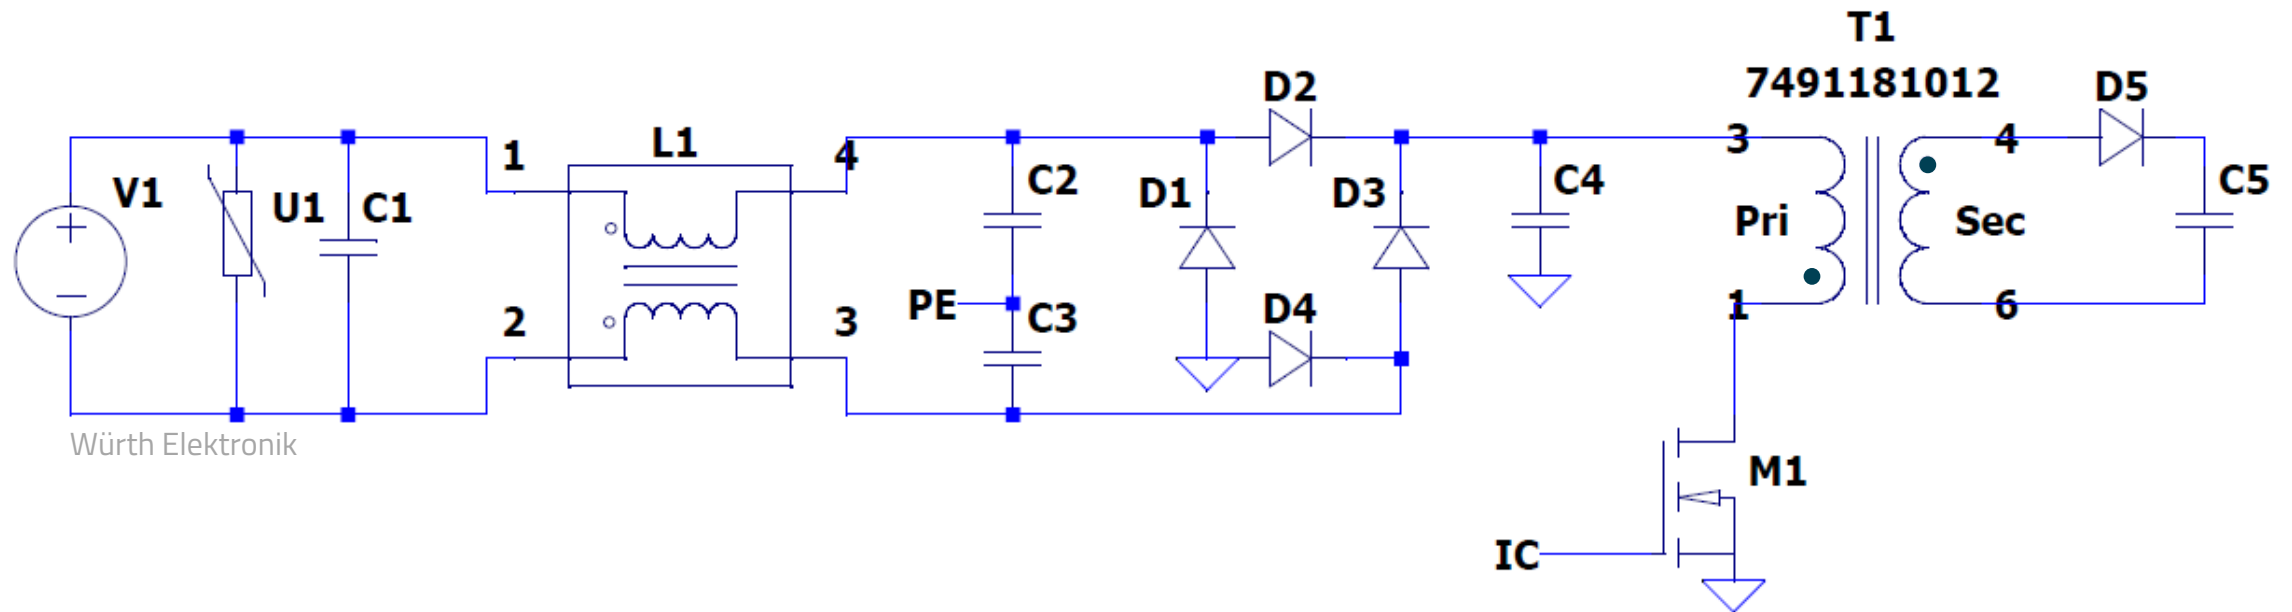 T1
7491181012
D2
D5
V1
U1
C1
1
L1
4
2
3
C2
PE
C3
D1
D3
D4
C4
3
4
Pri
Sec
1
6
C5
M1
IC
Würth Elektronik